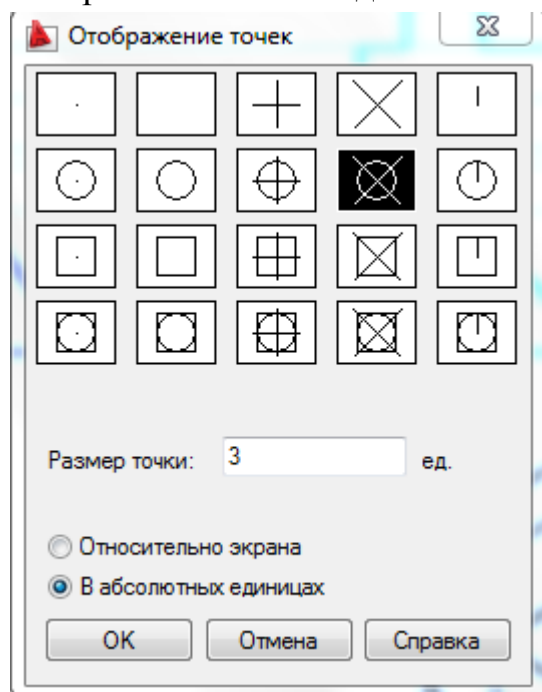 Отображение точек
Размер точки: 3 ед.
Относительно экрана
В абсолютных единицах
OK Отмена Справка